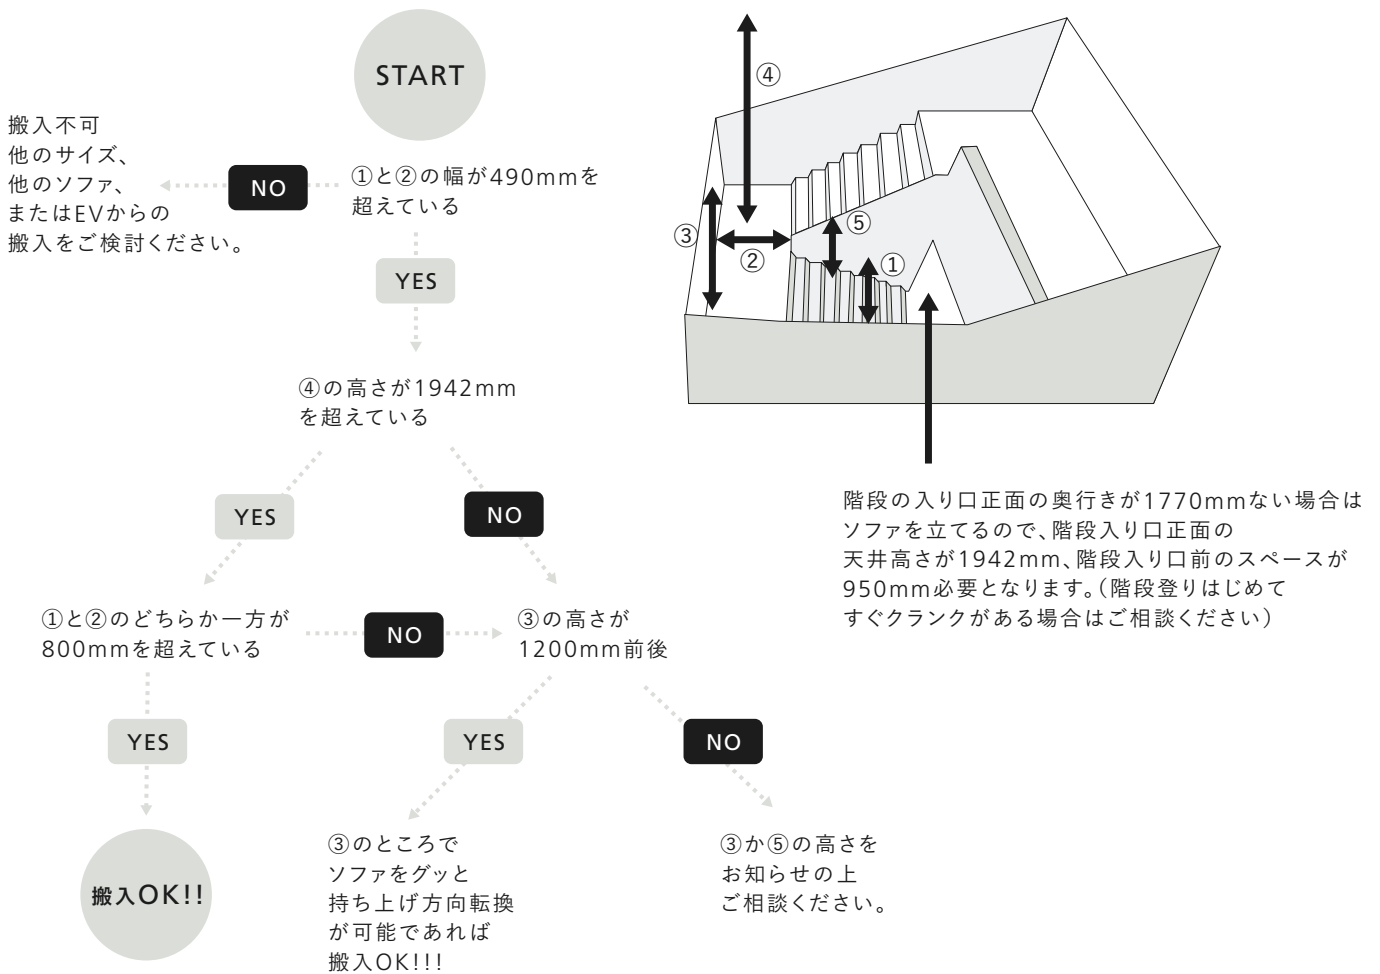 START
①と②の幅が490mmを
超えている
NO
搬入不可
他のサイズ、
他のソファ、
またはEVからの
搬入をご検討ください。
YES
④の高さが1942mm
を超えている
YES
NO
①と②のどちらか一方が
800mmを超えている
NO
③の高さが
1200mm前後
YES
YES
NO
搬入OK!!
③のところで
ソファをグッと
持ち上げ方向転換
が可能であれば
搬入OK!!!
③か⑤の高さを
お知らせの上
ご相談ください。
④
③
②
⑤
①
階段の入り口正面の奥行きが1770mmない場合は
ソファを立てるので、階段入り口正面の
天井高さが1942mm、階段入り口前のスペースが
950mm必要となります。（階段登りはじめて
すぐクランクがある場合はご相談ください）